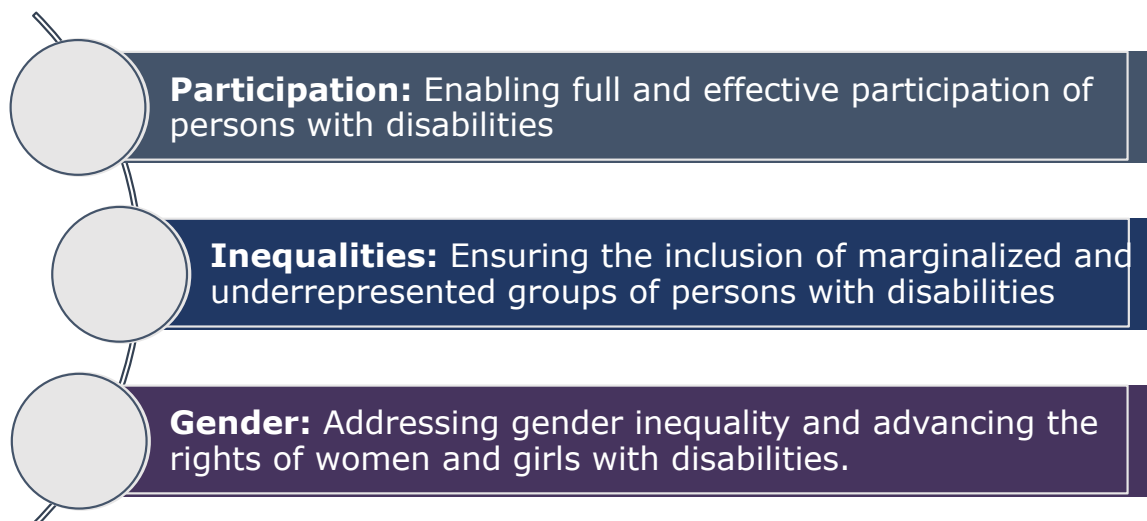 Participation: Enabling full and effective participation of
persons with disabilities
Inequalities: Ensuring the inclusion of marginalized and
underrepresented groups of persons with disabilities
Gender: Addressing gender inequality and advancing the
rights of women and girls with disabilities.